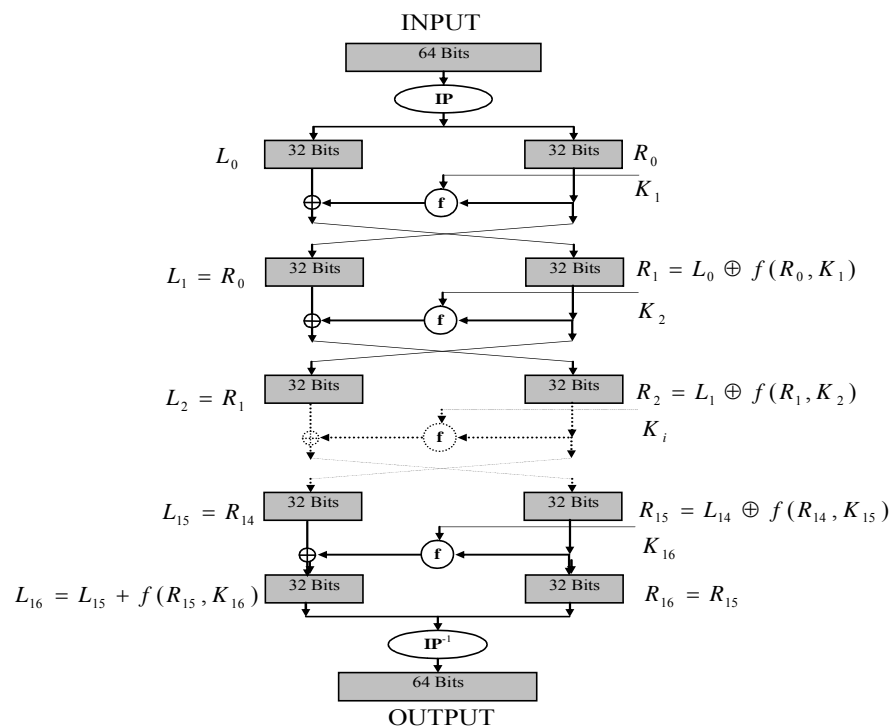 INPUT
64 Bits
IP
L₀ 32 Bits 32 Bits R₀
f K₁
L₁ = R₀ 32 Bits 32 Bits R₁ = L₀ ⊕ f(R₀, K₁)
f K₂
L₂ = R₁ 32 Bits 32 Bits R₂ = L₁ ⊕ f(R₁, K₂)
f Kᵢ
L₁₅ = R₁₄ 32 Bits 32 Bits R₁₅ = L₁₄ ⊕ f(R₁₄, K₁₅)
f K₁₆
L₁₆ = L₁₅ + f(R₁₅, K₁₆) 32 Bits 32 Bits R₁₆ = R₁₅
IP⁻¹
64 Bits
OUTPUT